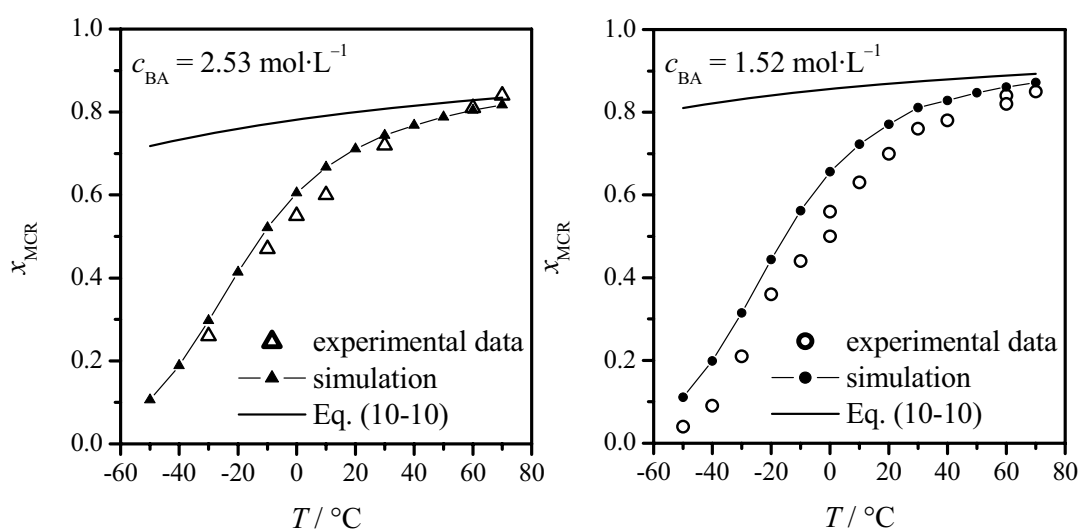 1.0
0.8
0.6
0.4
0.2
0.0
x_MCR
c_BA = 2.53 mol·L⁻¹
experimental data
simulation
Eq. (10-10)
-60 -40 -20 0 20 40 60 80
T / °C
1.0
0.8
0.6
0.4
0.2
0.0
x_MCR
c_BA = 1.52 mol·L⁻¹
experimental data
simulation
Eq. (10-10)
-60 -40 -20 0 20 40 60 80
T / °C